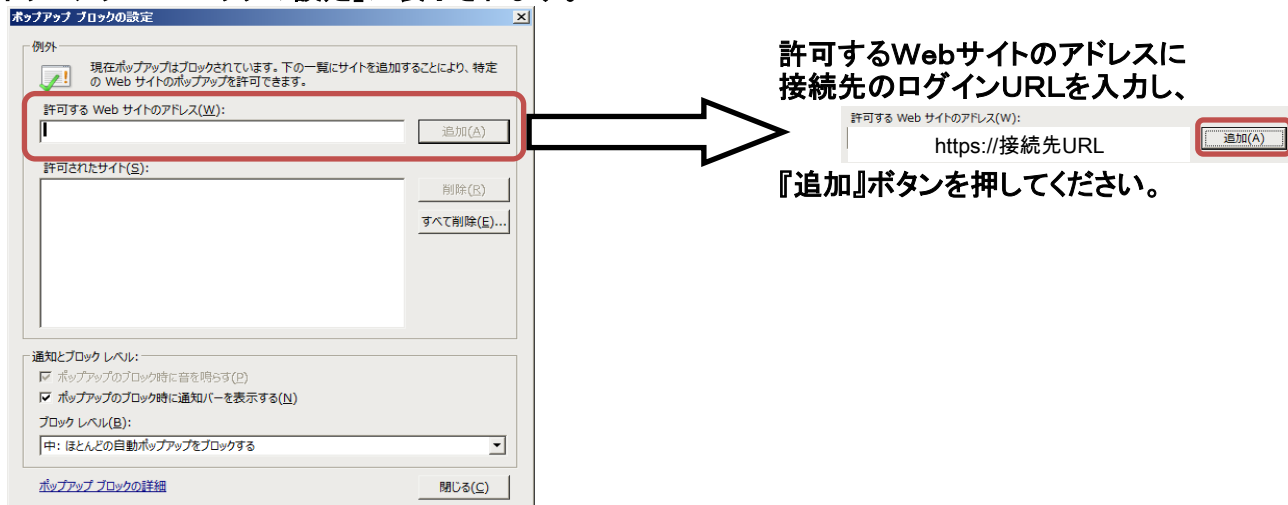 ポップアップ ブロックの設定
例外
現在ポップアップはブロックされています。下の一覧にサイトを追加することにより、特定
の Web サイトのポップアップを許可できます。
許可する Web サイトのアドレス(W):
追加(A)
許可されたサイト(S):
削除(R)
すべて削除(E)...
通知とブロック レベル:
ポップアップのブロック時に音を鳴らす(P)
ポップアップのブロック時に通知バーを表示する(N)
ブロック レベル(B):
中: ほとんどの自動ポップアップをブロックする
ポップアップ ブロックの詳細
閉じる(C)
許可するWebサイトのアドレスに
接続先のログインURLを入力し、
許可する Web サイトのアドレス(W):
https://接続先URL
追加(A)
『追加』ボタンを押してください。